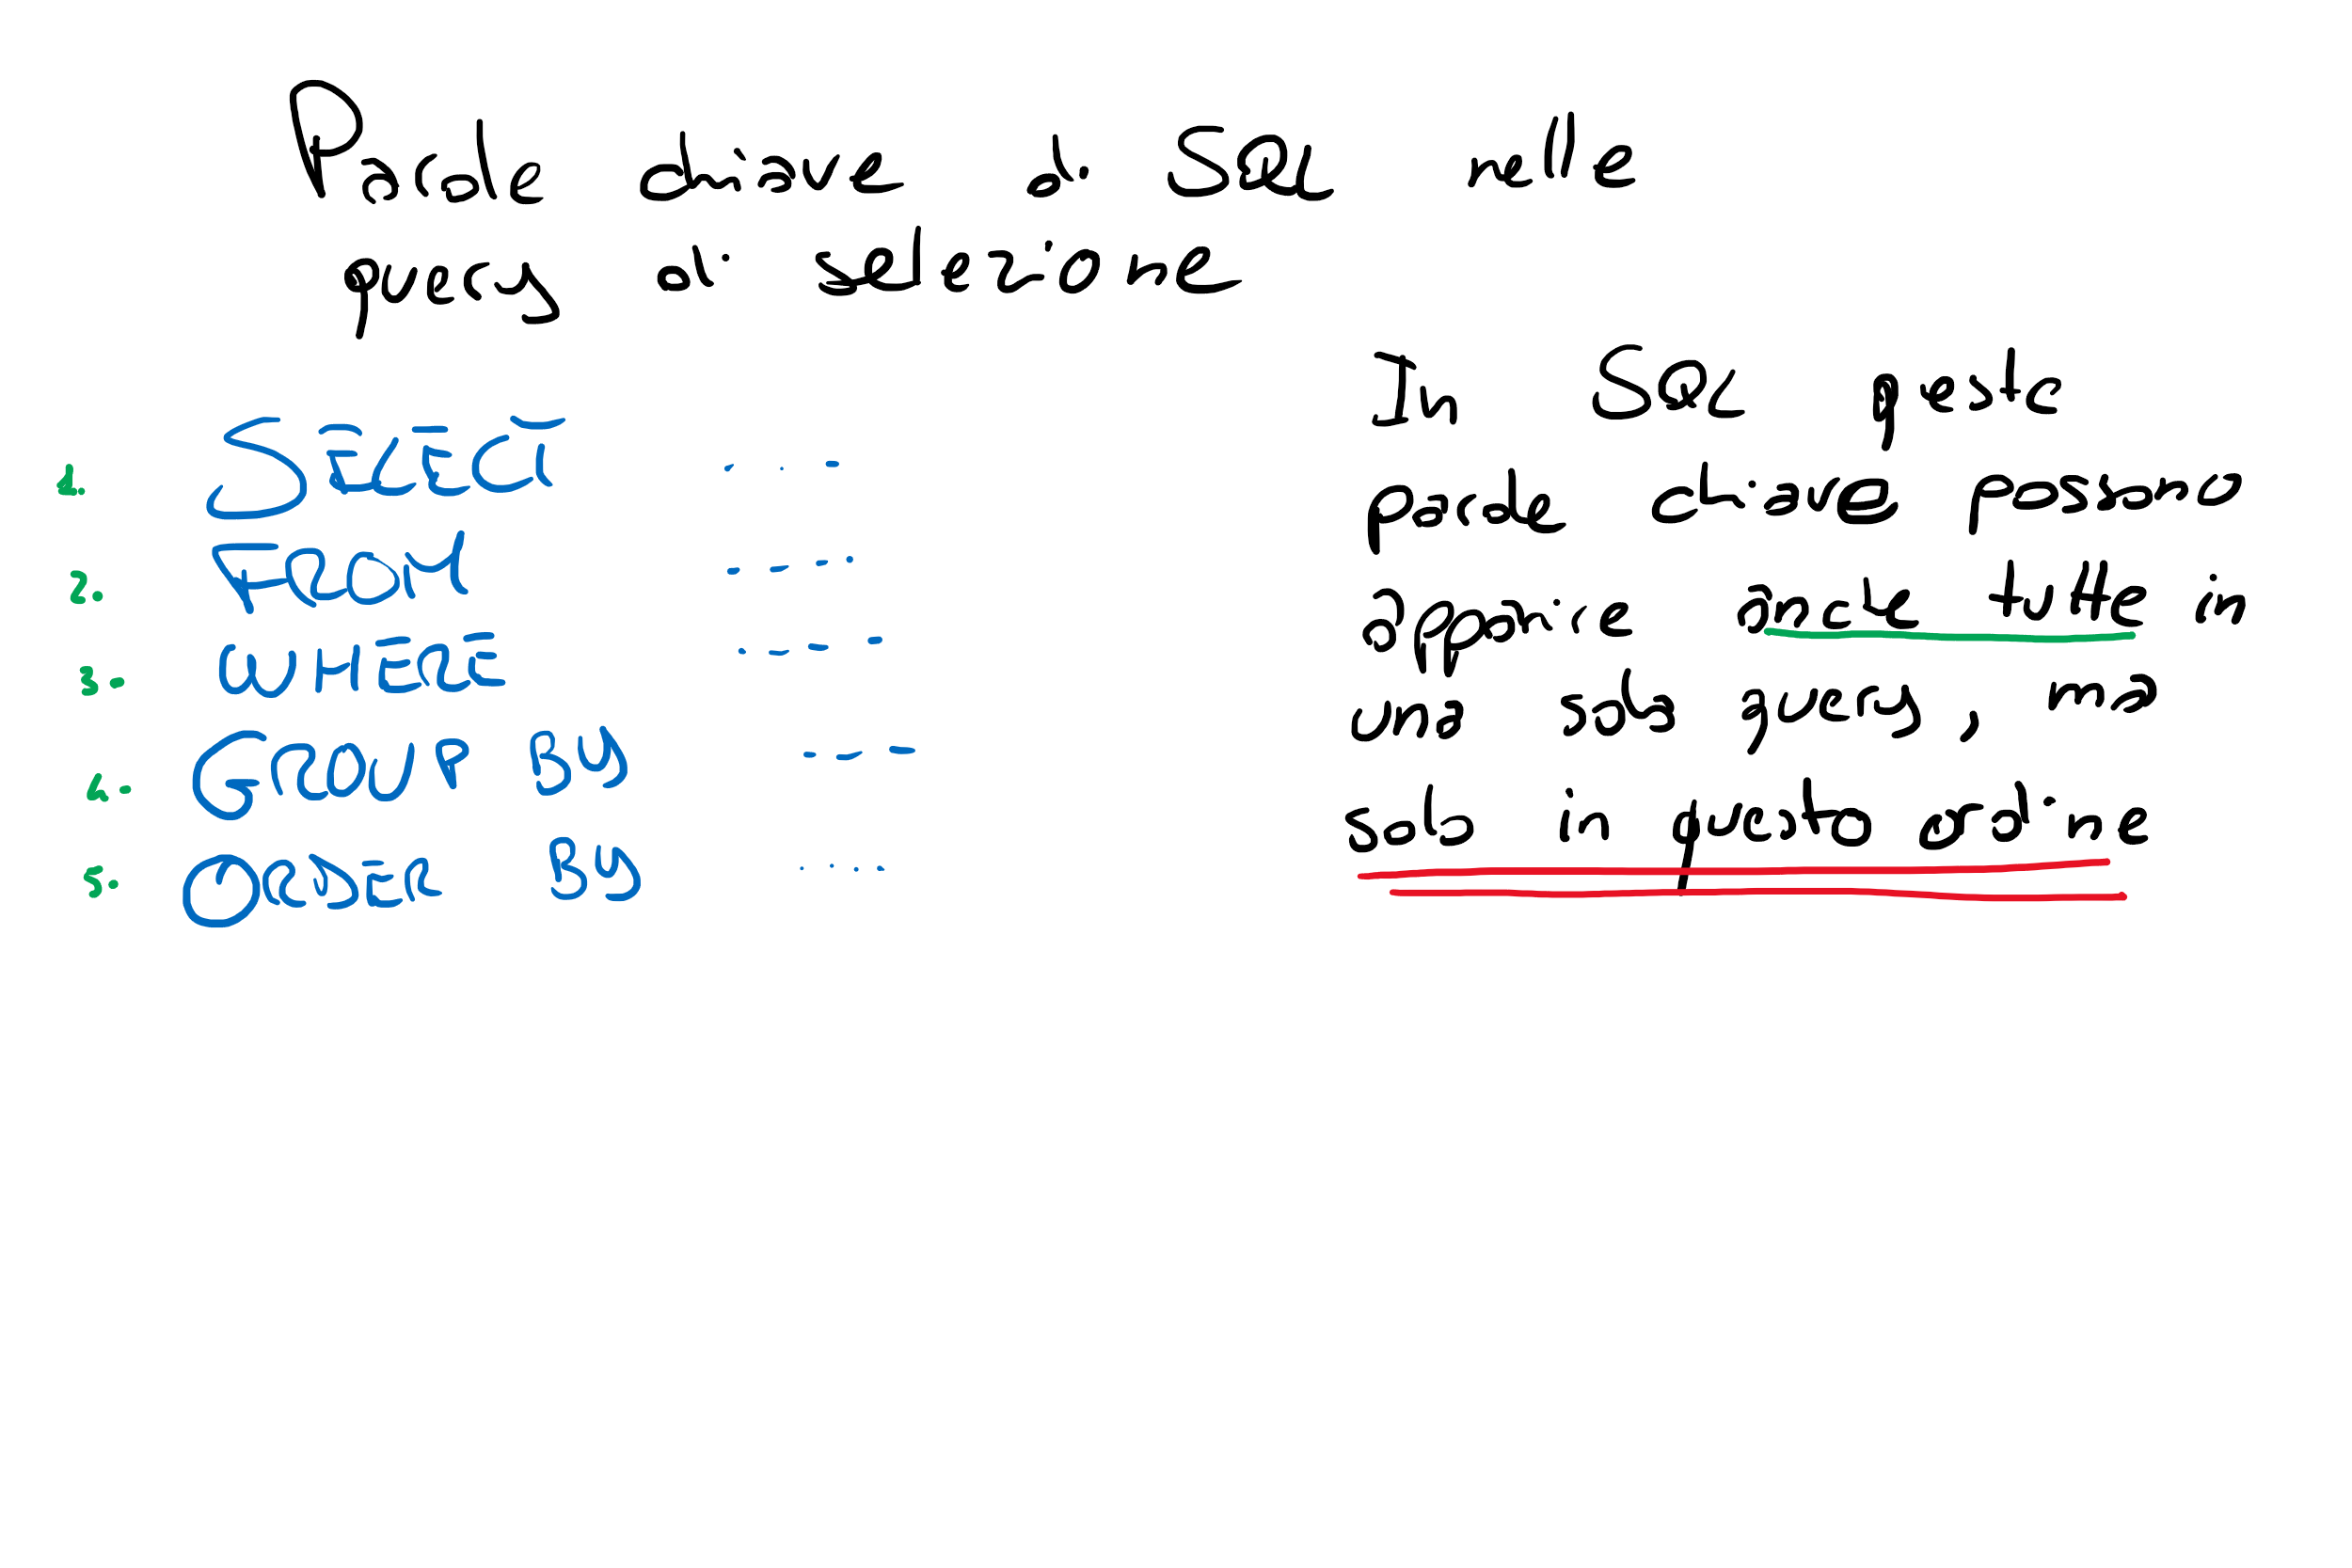 Parole chiave di SQL nelle
query di selezione
1. SELECT . . -
2. FROM - - - .
3. WHERE . - - -
4. GROUP BY - - -
5. ORDER BY . . . .
In SQL queste
parole chiave possono
apparire anche tutte in
una sola query, ma
solo in questo ordine